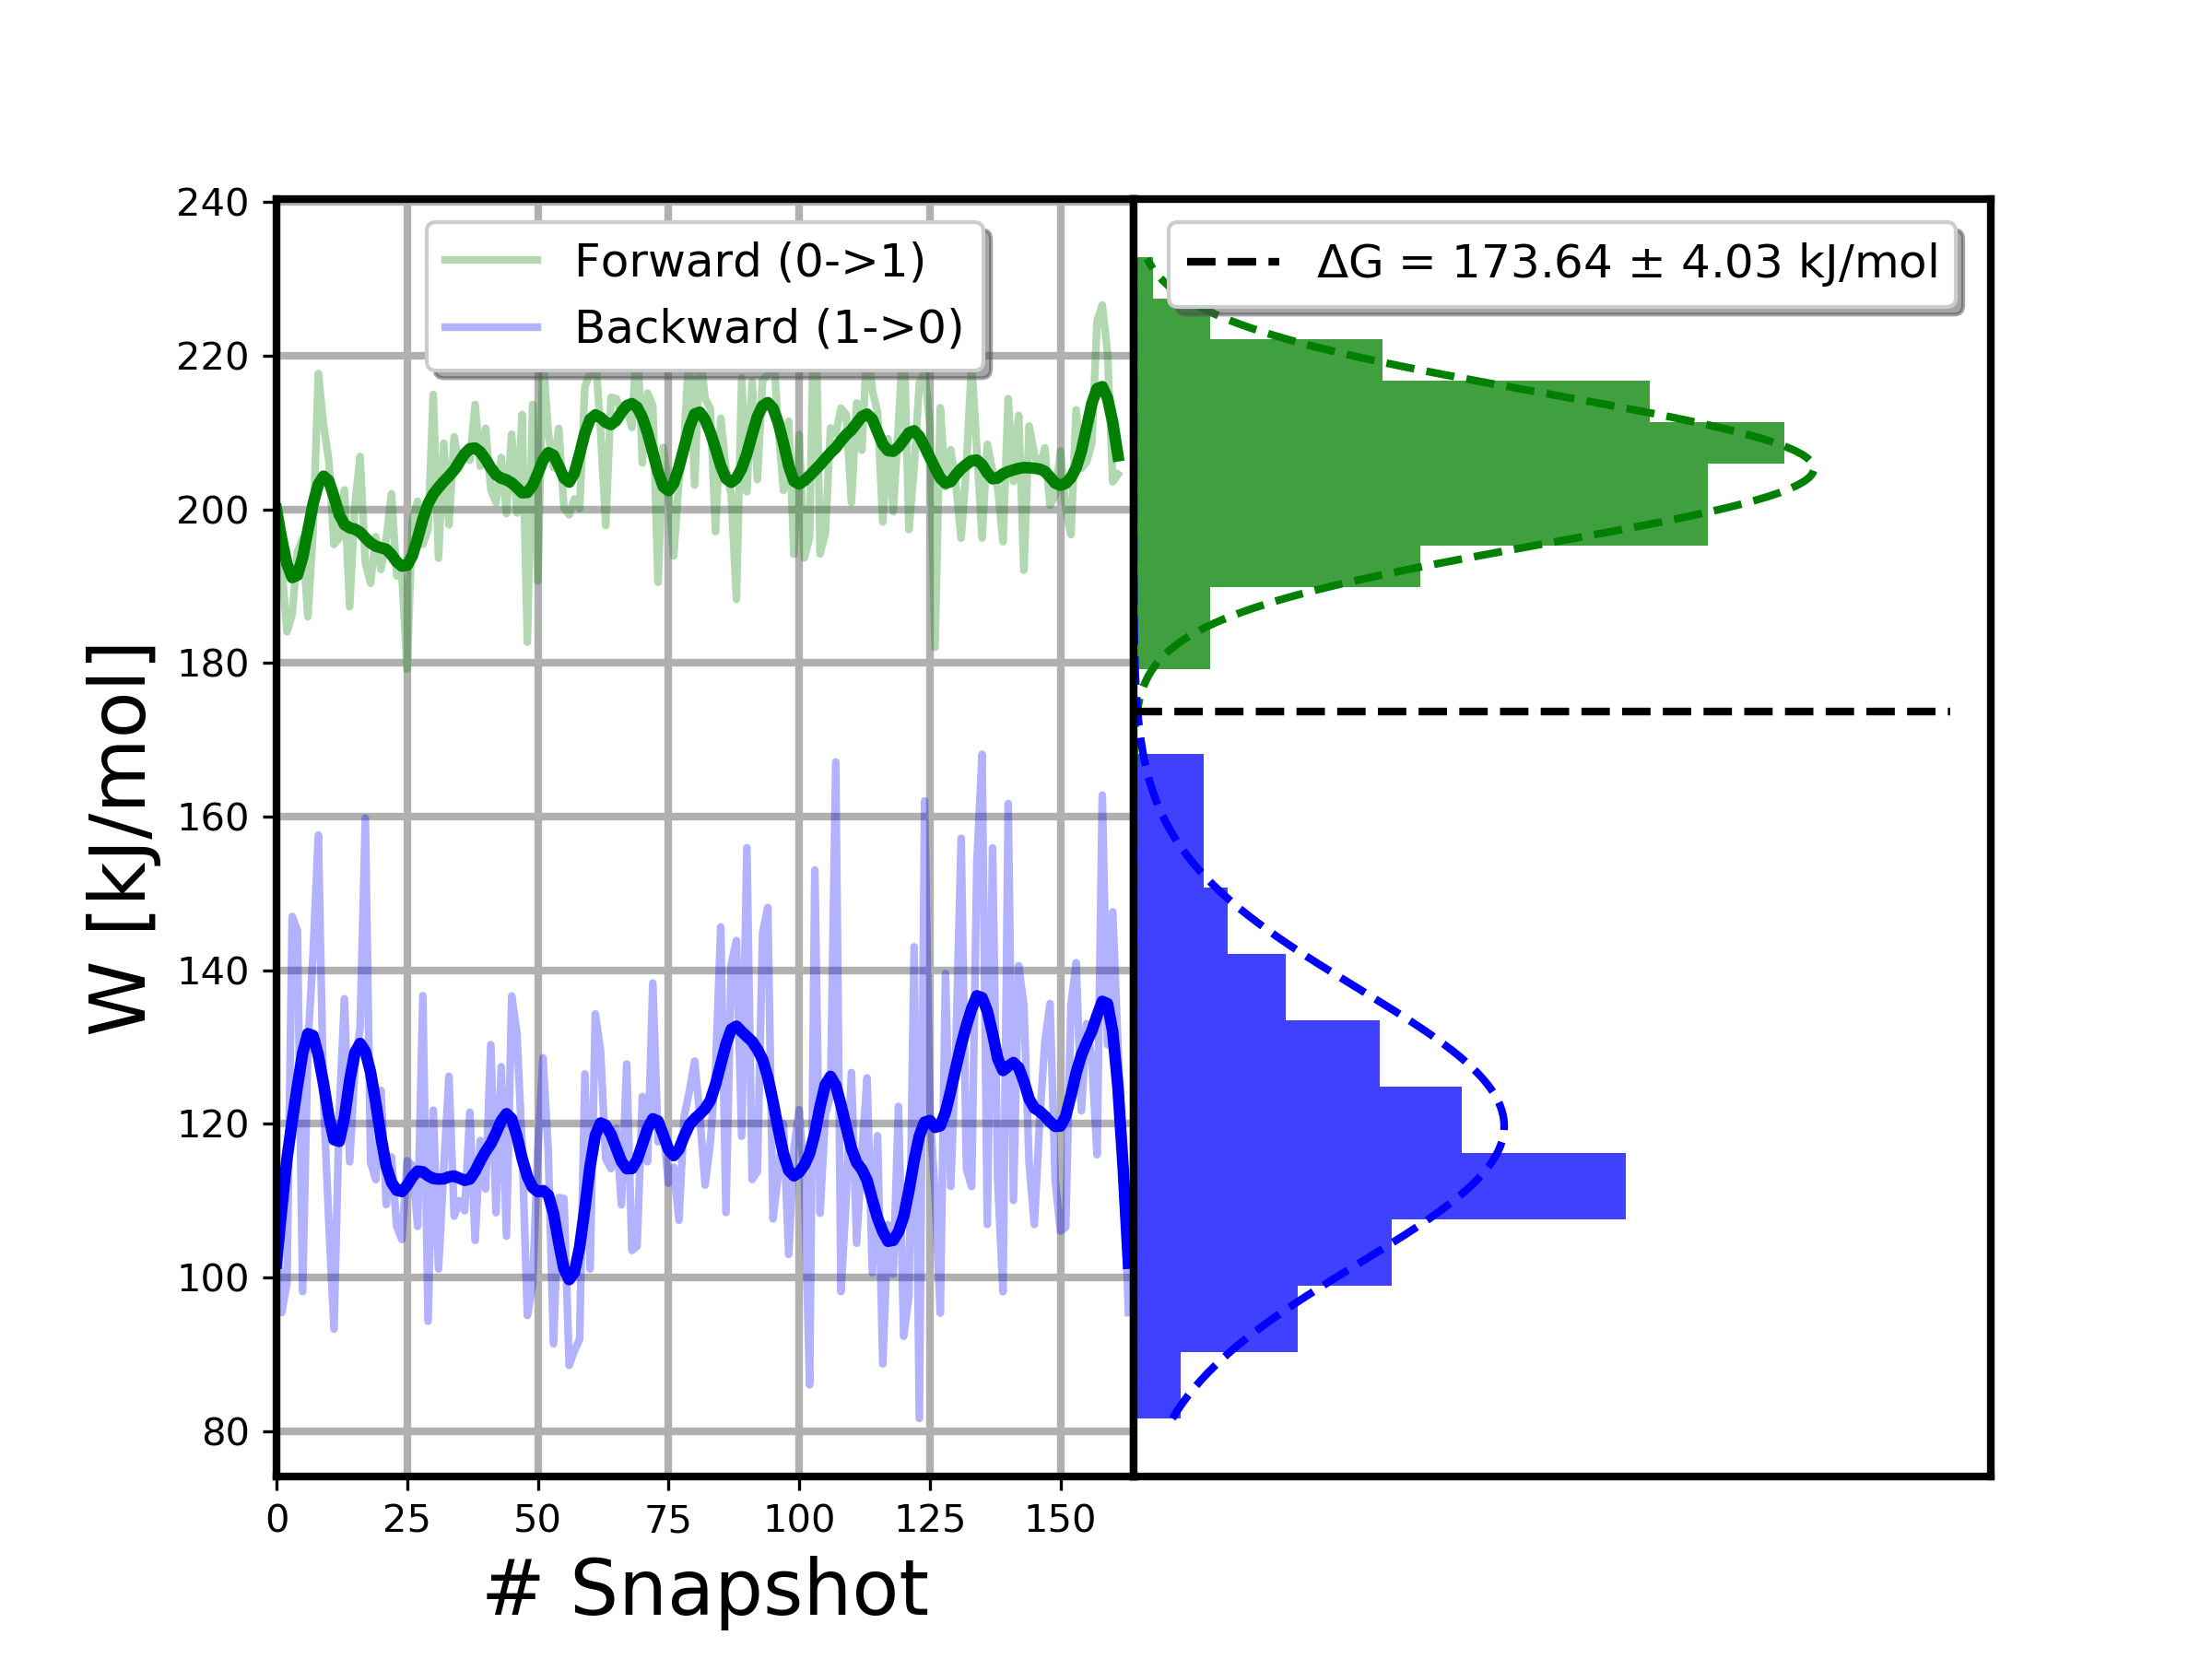 240
220
200
180
160
140
120
100
80
W [kJ/mol]
Forward (0->1)
Backward (1->0)
ΔG = 173.64 ± 4.03 kJ/mol
0 25 50 75 100 125 150
# Snapshot